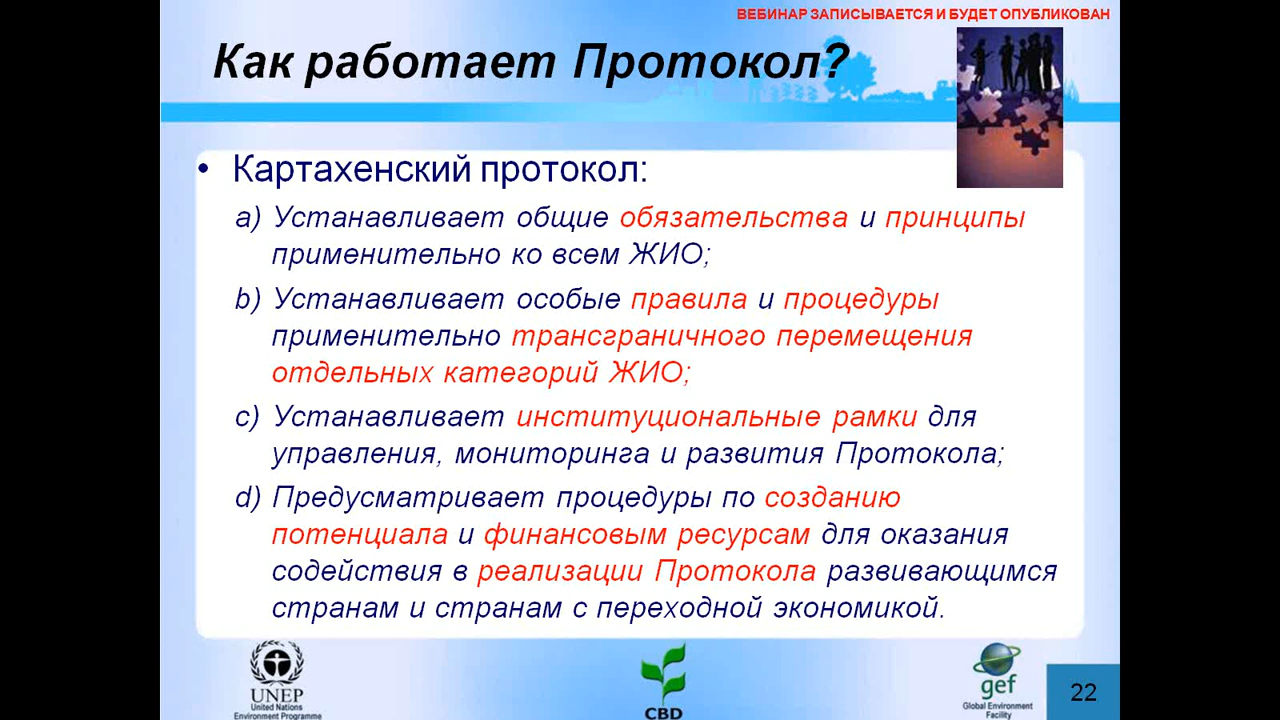 ВЕБИНАР ЗАПИСЫВАЕТСЯ И БУДЕТ ОПУБЛИКОВАН
Как работает Протокол?
• Картахенский протокол:
a) Устанавливает общие обязательства и принципы
применительно ко всем ЖИО;
b) Устанавливает особые правила и процедуры
применительно трансграничного перемещения
отдельных категорий ЖИО;
c) Устанавливает институциональные рамки для
управления, мониторинга и развития Протокола;
d) Предусматривает процедуры по созданию
потенциала и финансовым ресурсам для оказания
содействия в реализации Протокола развивающимся
странам и странам с переходной экономикой.
UNEP
United Nations
Environment Programme
CBD
gef
Global Environment
Facility
22